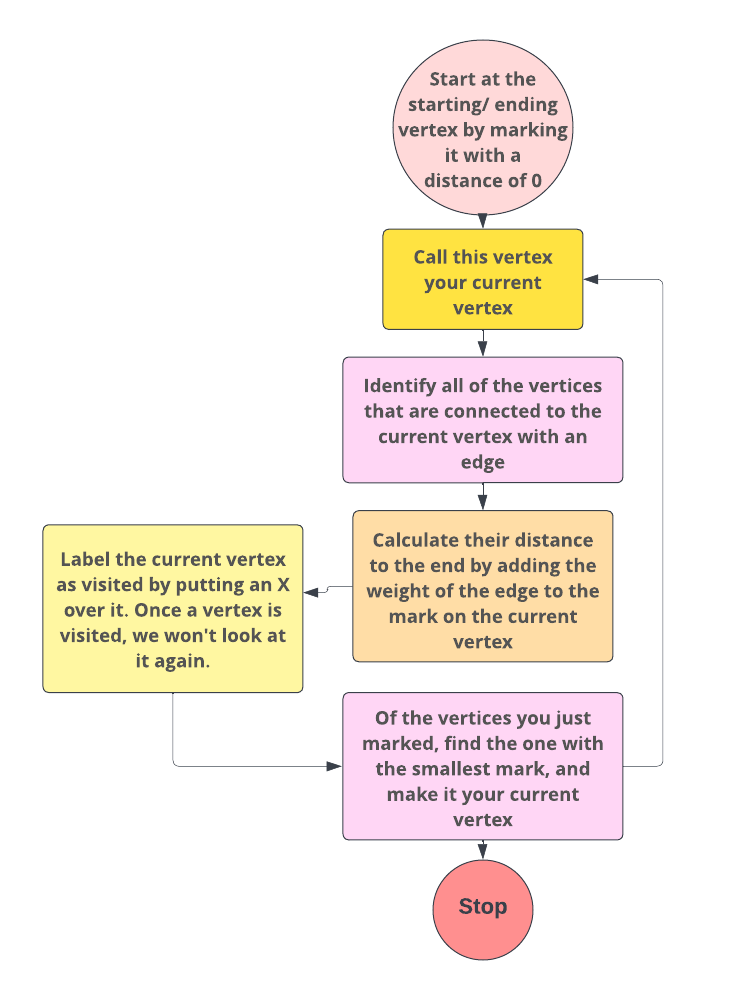 Start at the
starting/ ending
vertex by marking
it with a
distance of 0
Call this vertex
your current
vertex
Identify all of the vertices
that are connected to the
current vertex with an
edge
Calculate their distance
to the end by adding the
weight of the edge to the
mark on the current
vertex
Label the current vertex
as visited by putting an X
over it. Once a vertex is
visited, we won't look at
it again.
Of the vertices you just
marked, find the one with
the smallest mark, and
make it your current
vertex
Stop